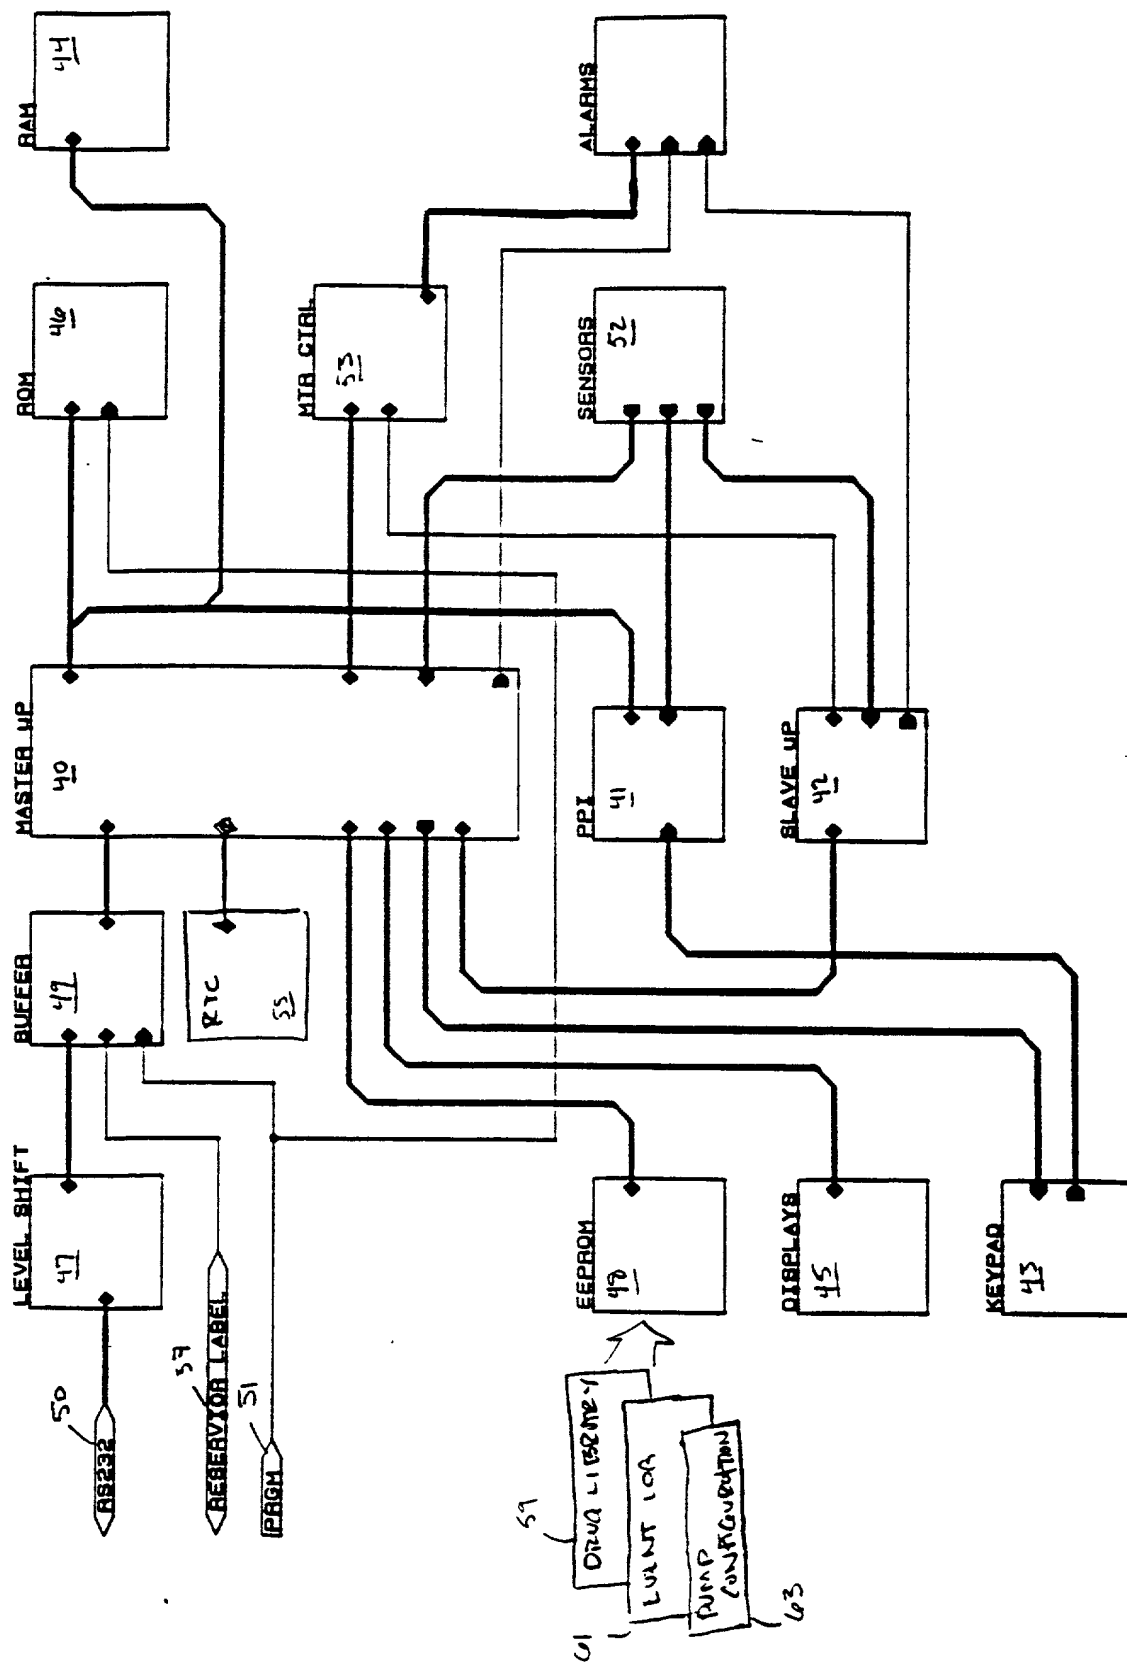 RS232
50
RESERVIOR LABEL
37
PRGM
51
LEVEL SHIFT
47
BUFFER
49
RTC
55
MASTER UP
40
ROM
46
RAM
44
MTR CTRL
53
ALARMS
SENSORS
52
PPI
41
SLAVE UP
42
EEPROM
48
DISPLAYS
45
KEYPAD
43
DRUG LIBRARY
59
EVENT LOG
61
PUMP
CONFIGURATION
63